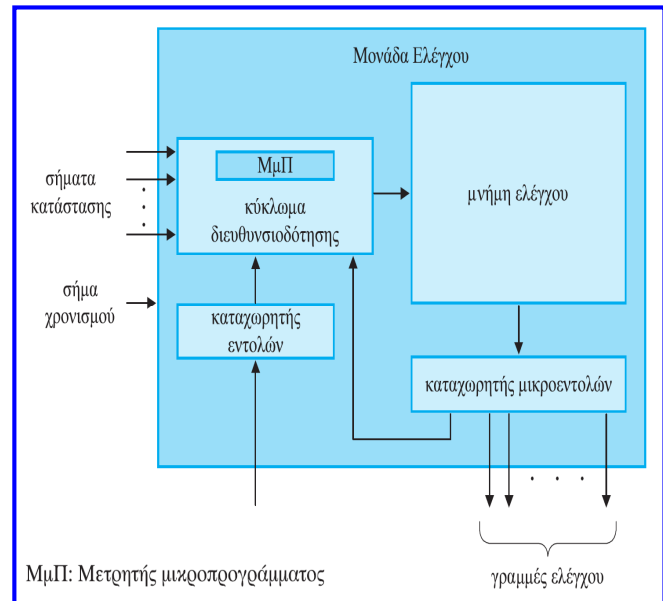 Μονάδα Ελέγχου
ΜμΠ
κύκλωμα
διευθυνσιοδότησης
μνήμη ελέγχου
σήματα
κατάστασης
σήμα
χρονισμού
καταχωρητής
εντολών
καταχωρητής μικροεντολών
ΜμΠ: Μετρητής μικροπρογράμματος
γραμμές ελέγχου